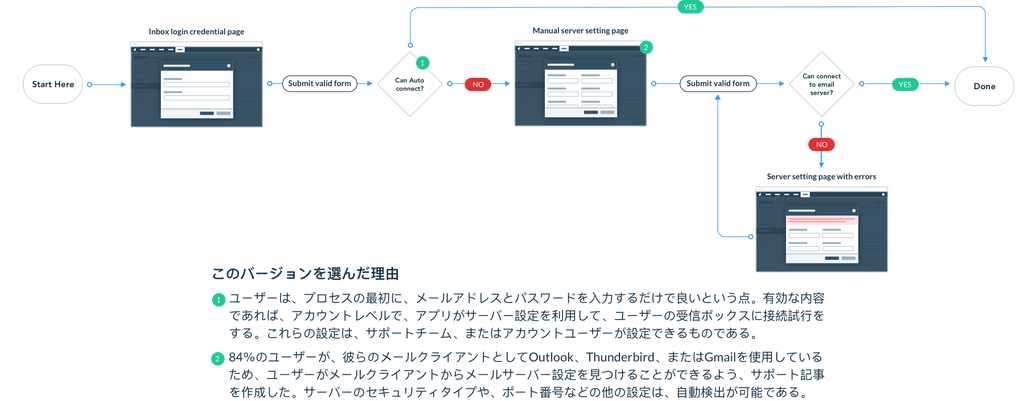 YES
Inbox login credential page
Manual server setting page
2
1
Start Here
Submit valid form
Can Auto
connect?
NO
Submit valid form
Can connect
to email
server?
YES
Done
NO
Server setting page with errors
このバージョンを選んだ理由
1 ユーザーは、プロセスの最初に、メールアドレスとパスワードを入力するだけで良いという点。有効な内容
であれば、アカウントレベルで、アプリがサーバー設定を利用して、ユーザーの受信ボックスに接続試行を
する。これらの設定は、サポートチーム、またはアカウントユーザーが設定できるものである。
2 84%のユーザーが、彼らのメールクライアントとしてOutlook、Thunderbird、またはGmailを使用している
ため、ユーザーがメールクライアントからメールサーバー設定を見つけることができるよう、サポート記事
を作成した。サーバーのセキュリティタイプや、ポート番号などの他の設定は、自動検出が可能である。